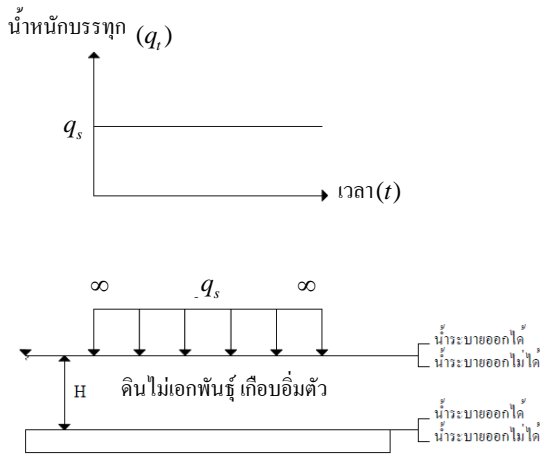 น้ำหนักบรรทุก (qₜ)
qₛ
เวลา(t)
∞ qₛ ∞
น้ำระบายออกได้
น้ำระบายออกไม่ได้
H ดินไม่เอกพันธุ์ เกือบอิ่มตัว
น้ำระบายออกได้
น้ำระบายออกไม่ได้